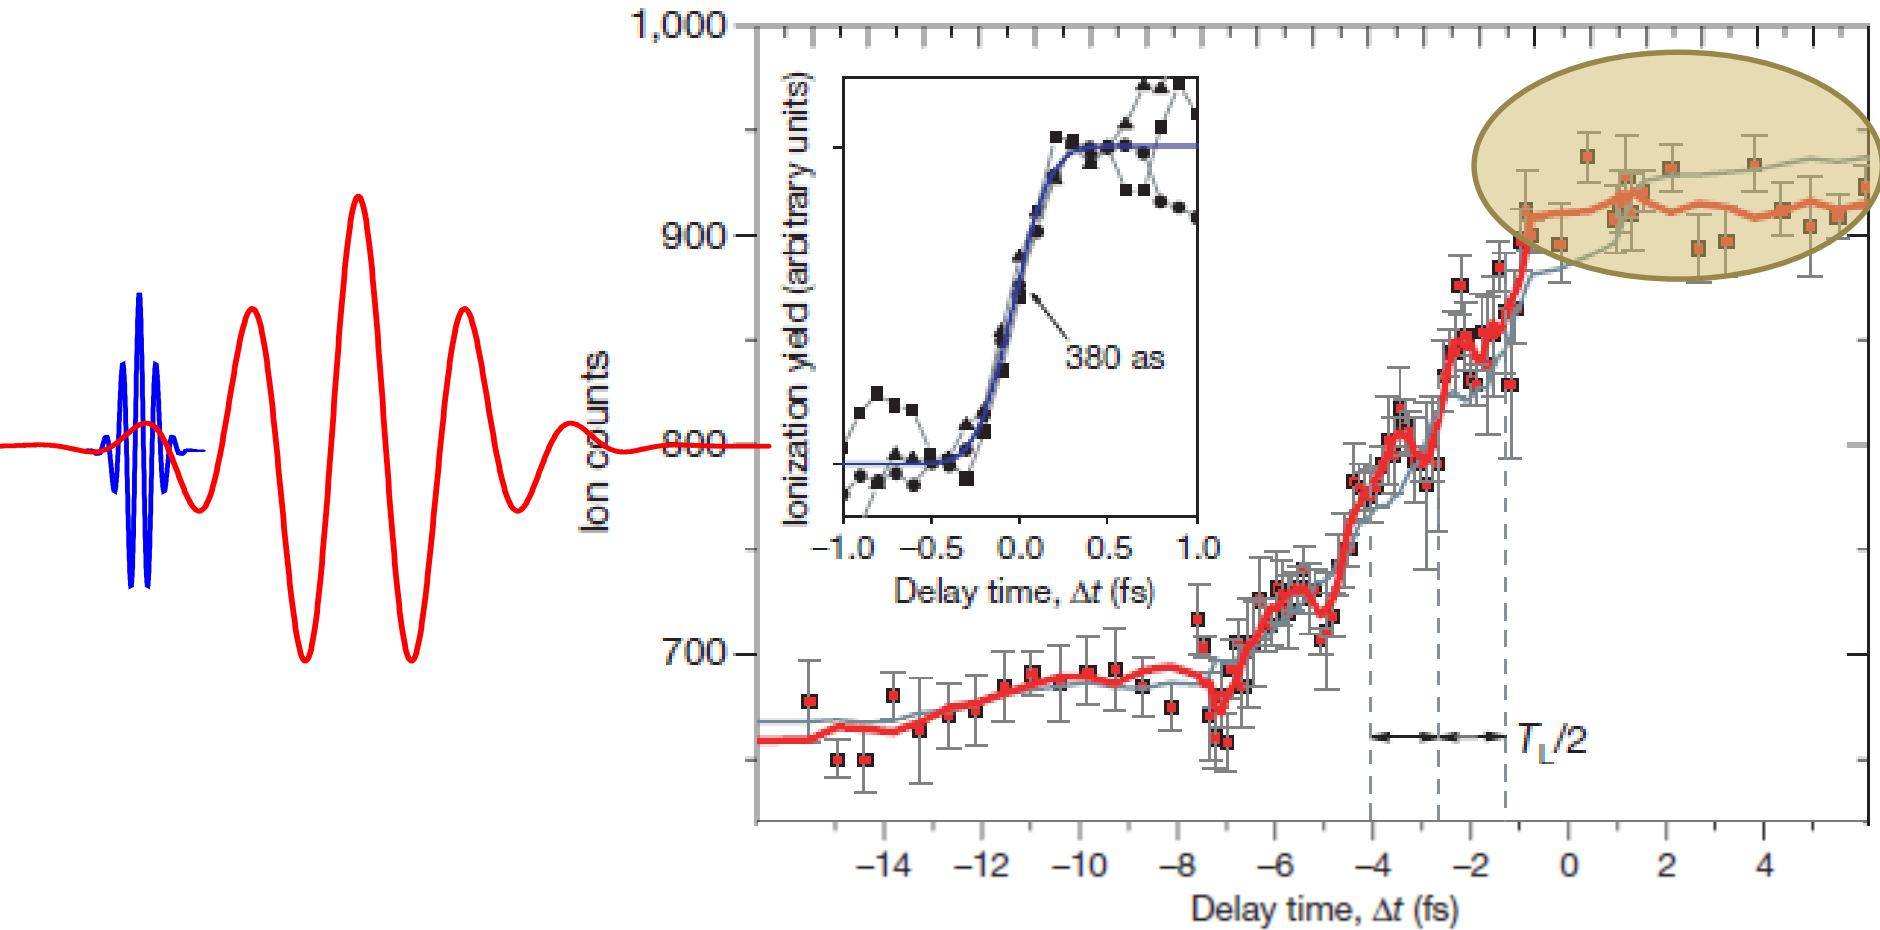 1,000
900
800
700
Ion counts
Ionization yield (arbitrary units)
380 as
−1.0 −0.5 0.0 0.5 1.0
Delay time, Δt (fs)
T_L/2
−14 −12 −10 −8 −6 −4 −2 0 2 4
Delay time, Δt (fs)